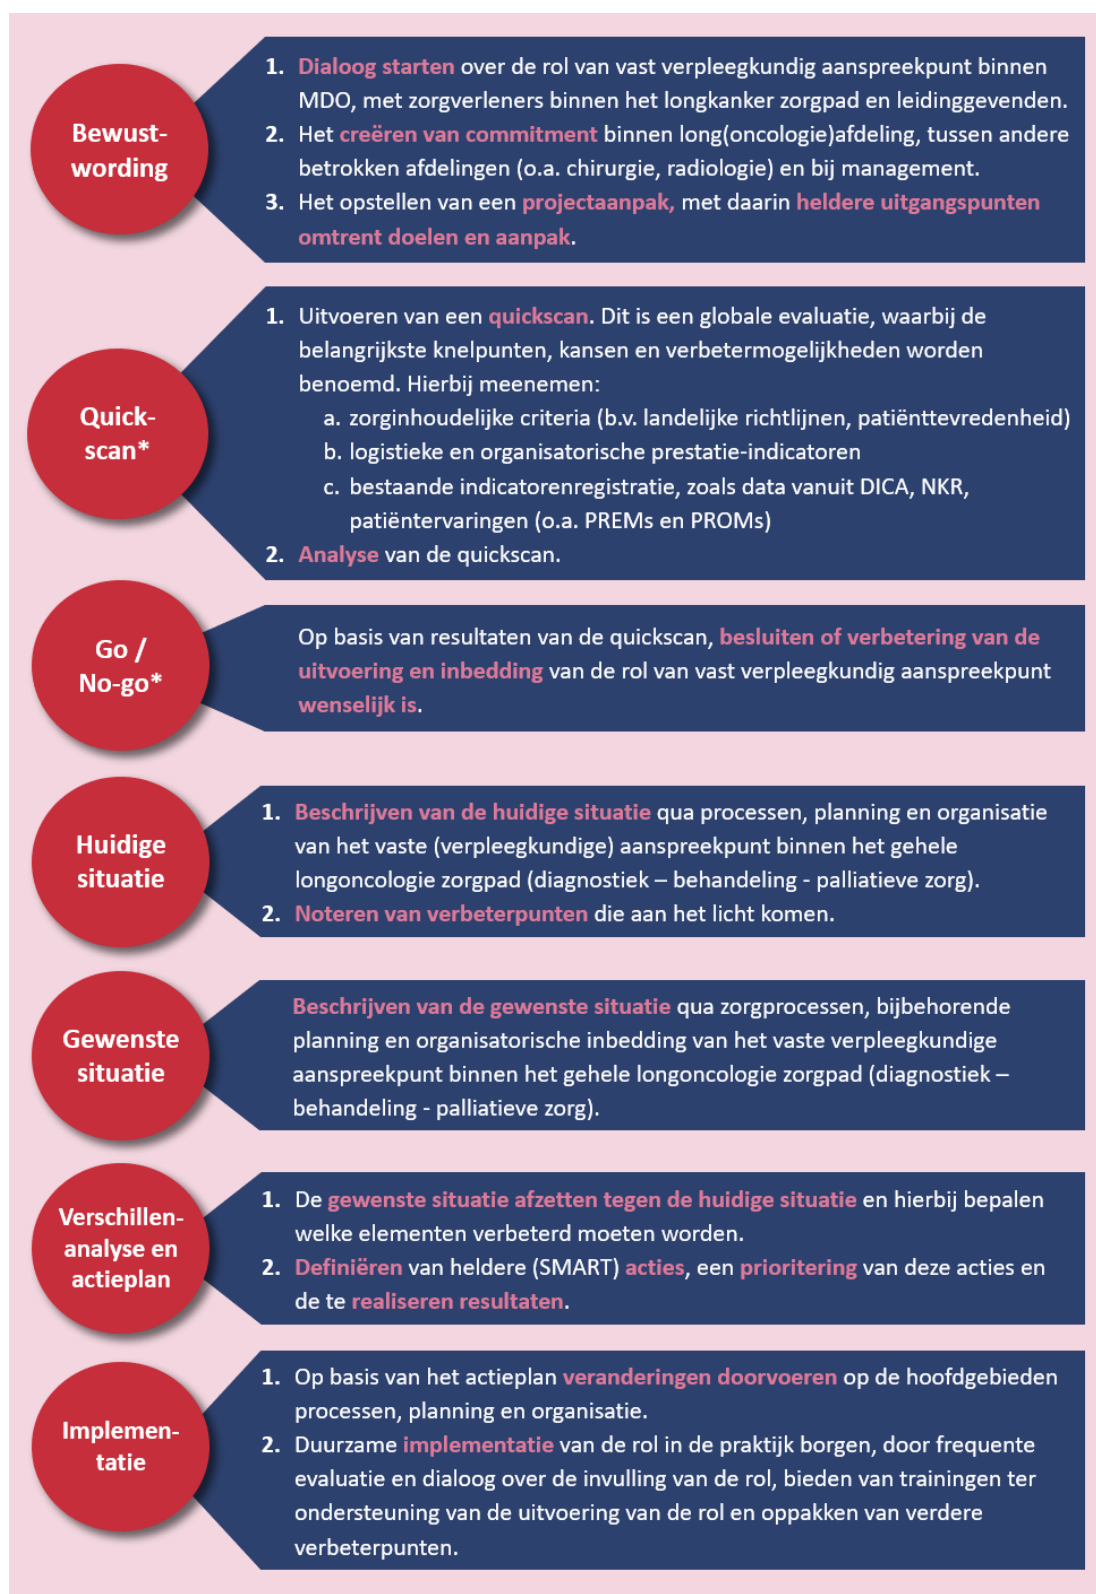 Bewust-
wording
1. Dialoog starten over de rol van vast verpleegkundig aanspreekpunt binnen
MDO, met zorgverleners binnen het longkanker zorgpad en leidinggevenden.
2. Het creëren van commitment binnen long(oncologie)afdeling, tussen andere
betrokken afdelingen (o.a. chirurgie, radiologie) en bij management.
3. Het opstellen van een projectaanpak, met daarin heldere uitgangspunten
omtrent doelen en aanpak.
Quick-
scan*
1. Uitvoeren van een quickscan. Dit is een globale evaluatie, waarbij de
belangrijkste knelpunten, kansen en verbetermogelijkheden worden
benoemd. Hierbij meenemen:
a. zorginhoudelijke criteria (b.v. landelijke richtlijnen, patiënttevredenheid)
b. logistieke en organisatorische prestatie-indicatoren
c. bestaande indicatorenregistratie, zoals data vanuit DICA, NKR,
patiëntervaringen (o.a. PREMs en PROMs)
2. Analyse van de quickscan.
Go /
No-go*
Op basis van resultaten van de quickscan, besluiten of verbetering van de
uitvoering en inbedding van de rol van vast verpleegkundig aanspreekpunt
wenselijk is.
Huidige
situatie
1. Beschrijven van de huidige situatie qua processen, planning en organisatie
van het vaste (verpleegkundige) aanspreekpunt binnen het gehele
longoncologie zorgpad (diagnostiek – behandeling - palliatieve zorg).
2. Noteren van verbeterpunten die aan het licht komen.
Gewenste
situatie
Beschrijven van de gewenste situatie qua zorgprocessen, bijbehorende
planning en organisatorische inbedding van het vaste verpleegkundige
aanspreekpunt binnen het gehele longoncologie zorgpad (diagnostiek –
behandeling - palliatieve zorg).
Verschillen-
analyse en
actieplan
1. De gewenste situatie afzetten tegen de huidige situatie en hierbij bepalen
welke elementen verbeterd moeten worden.
2. Definiëren van heldere (SMART) acties, een prioritering van deze acties en
de te realiseren resultaten.
Implemen-
tatie
1. Op basis van het actieplan veranderingen doorvoeren op de hoofdgebieden
processen, planning en organisatie.
2. Duurzame implementatie van de rol in de praktijk borgen, door frequente
evaluatie en dialoog over de invulling van de rol, bieden van trainingen ter
ondersteuning van de uitvoering van de rol en oppakken van verdere
verbeterpunten.